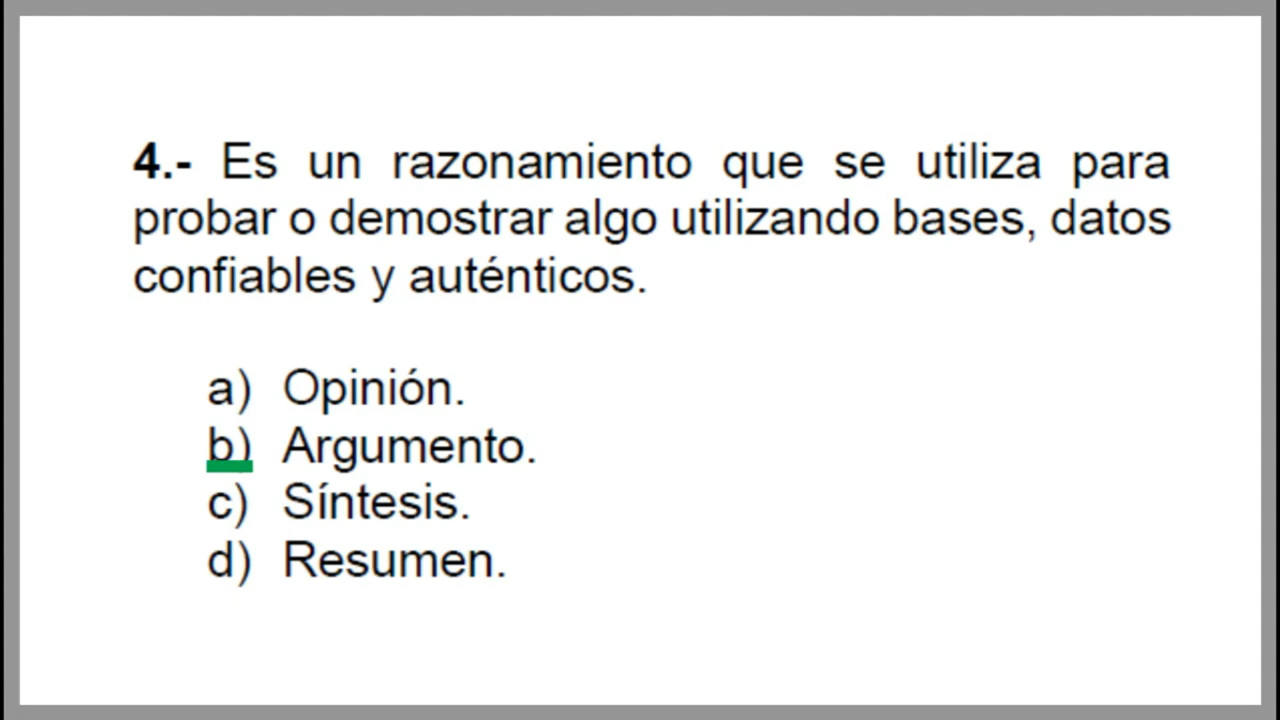 4.- Es un razonamiento que se utiliza para
probar o demostrar algo utilizando bases, datos
confiables y auténticos.
a) Opinión.
b) Argumento.
c) Síntesis.
d) Resumen.